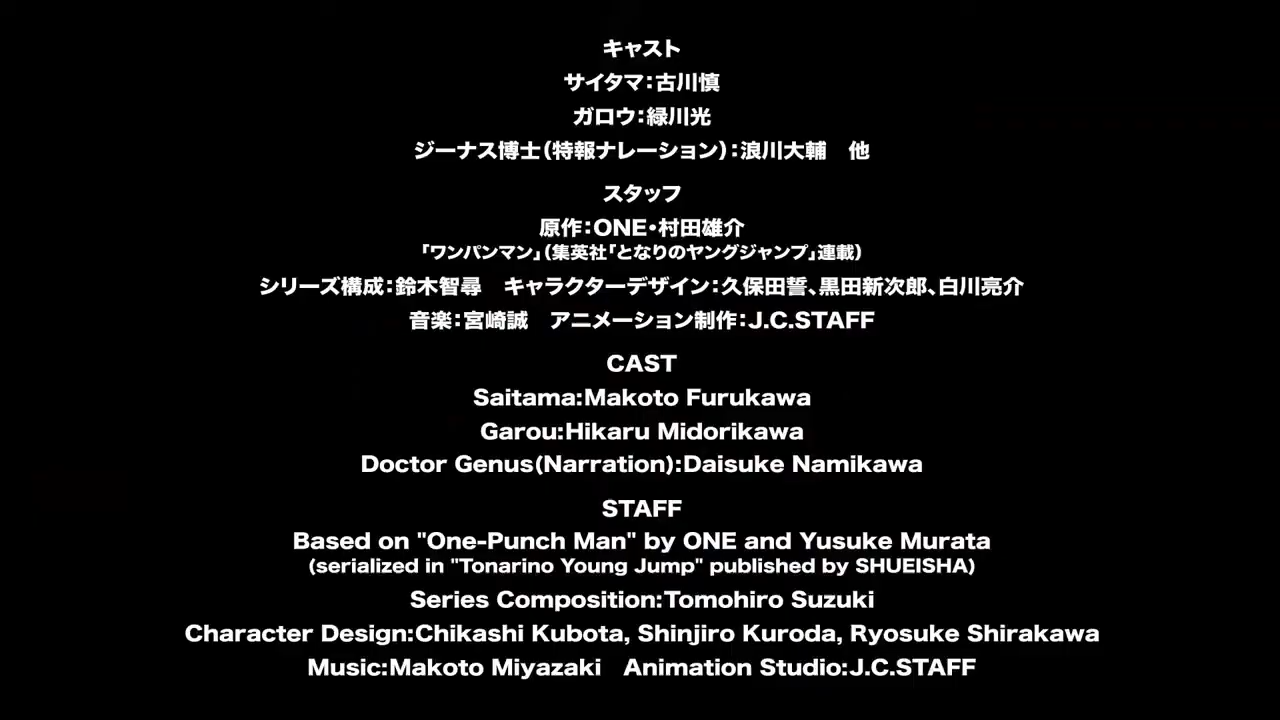 キャスト
サイタマ：古川慎
ガロウ：緑川光
ジーナス博士（特報ナレーション）：浪川大輔　他
スタッフ
原作：ONE・村田雄介
「ワンパンマン」（集英社「となりのヤングジャンプ」連載）
シリーズ構成：鈴木智尋　キャラクターデザイン：久保田誓、黒田新次郎、白川亮介
音楽：宮崎誠　アニメーション制作：J.C.STAFF
CAST
Saitama:Makoto Furukawa
Garou:Hikaru Midorikawa
Doctor Genus(Narration):Daisuke Namikawa
STAFF
Based on "One-Punch Man" by ONE and Yusuke Murata
(serialized in "Tonarino Young Jump" published by SHUEISHA)
Series Composition:Tomohiro Suzuki
Character Design:Chikashi Kubota, Shinjiro Kuroda, Ryosuke Shirakawa
Music:Makoto Miyazaki　Animation Studio:J.C.STAFF